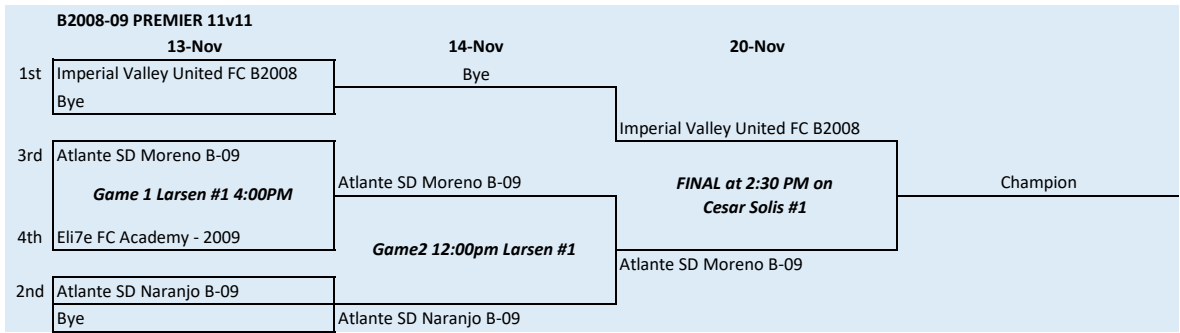 B2008-09 PREMIER 11v11
13-Nov 14-Nov 20-Nov
1st Imperial Valley United FC B2008 Bye
Bye
Imperial Valley United FC B2008
3rd Atlante SD Moreno B-09
Game 1 Larsen #1 4:00PM
Atlante SD Moreno B-09
FINAL at 2:30 PM on
Cesar Solis #1
Champion
4th Eli7e FC Academy - 2009
Game2 12:00pm Larsen #1
Atlante SD Moreno B-09
2nd Atlante SD Naranjo B-09
Bye
Atlante SD Naranjo B-09